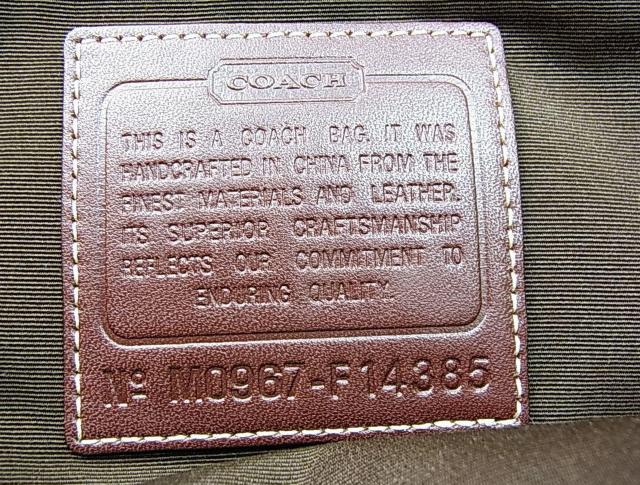 COACH
THIS IS A COACH BAG. IT WAS
HANDCRAFTED IN CHINA FROM THE
FINEST MATERIALS AND LEATHER.
ITS SUPERIOR CRAFTSMANSHIP
REFLECTS OUR COMMITMENT TO
ENDURING QUALITY.
Nº M0967-F14385